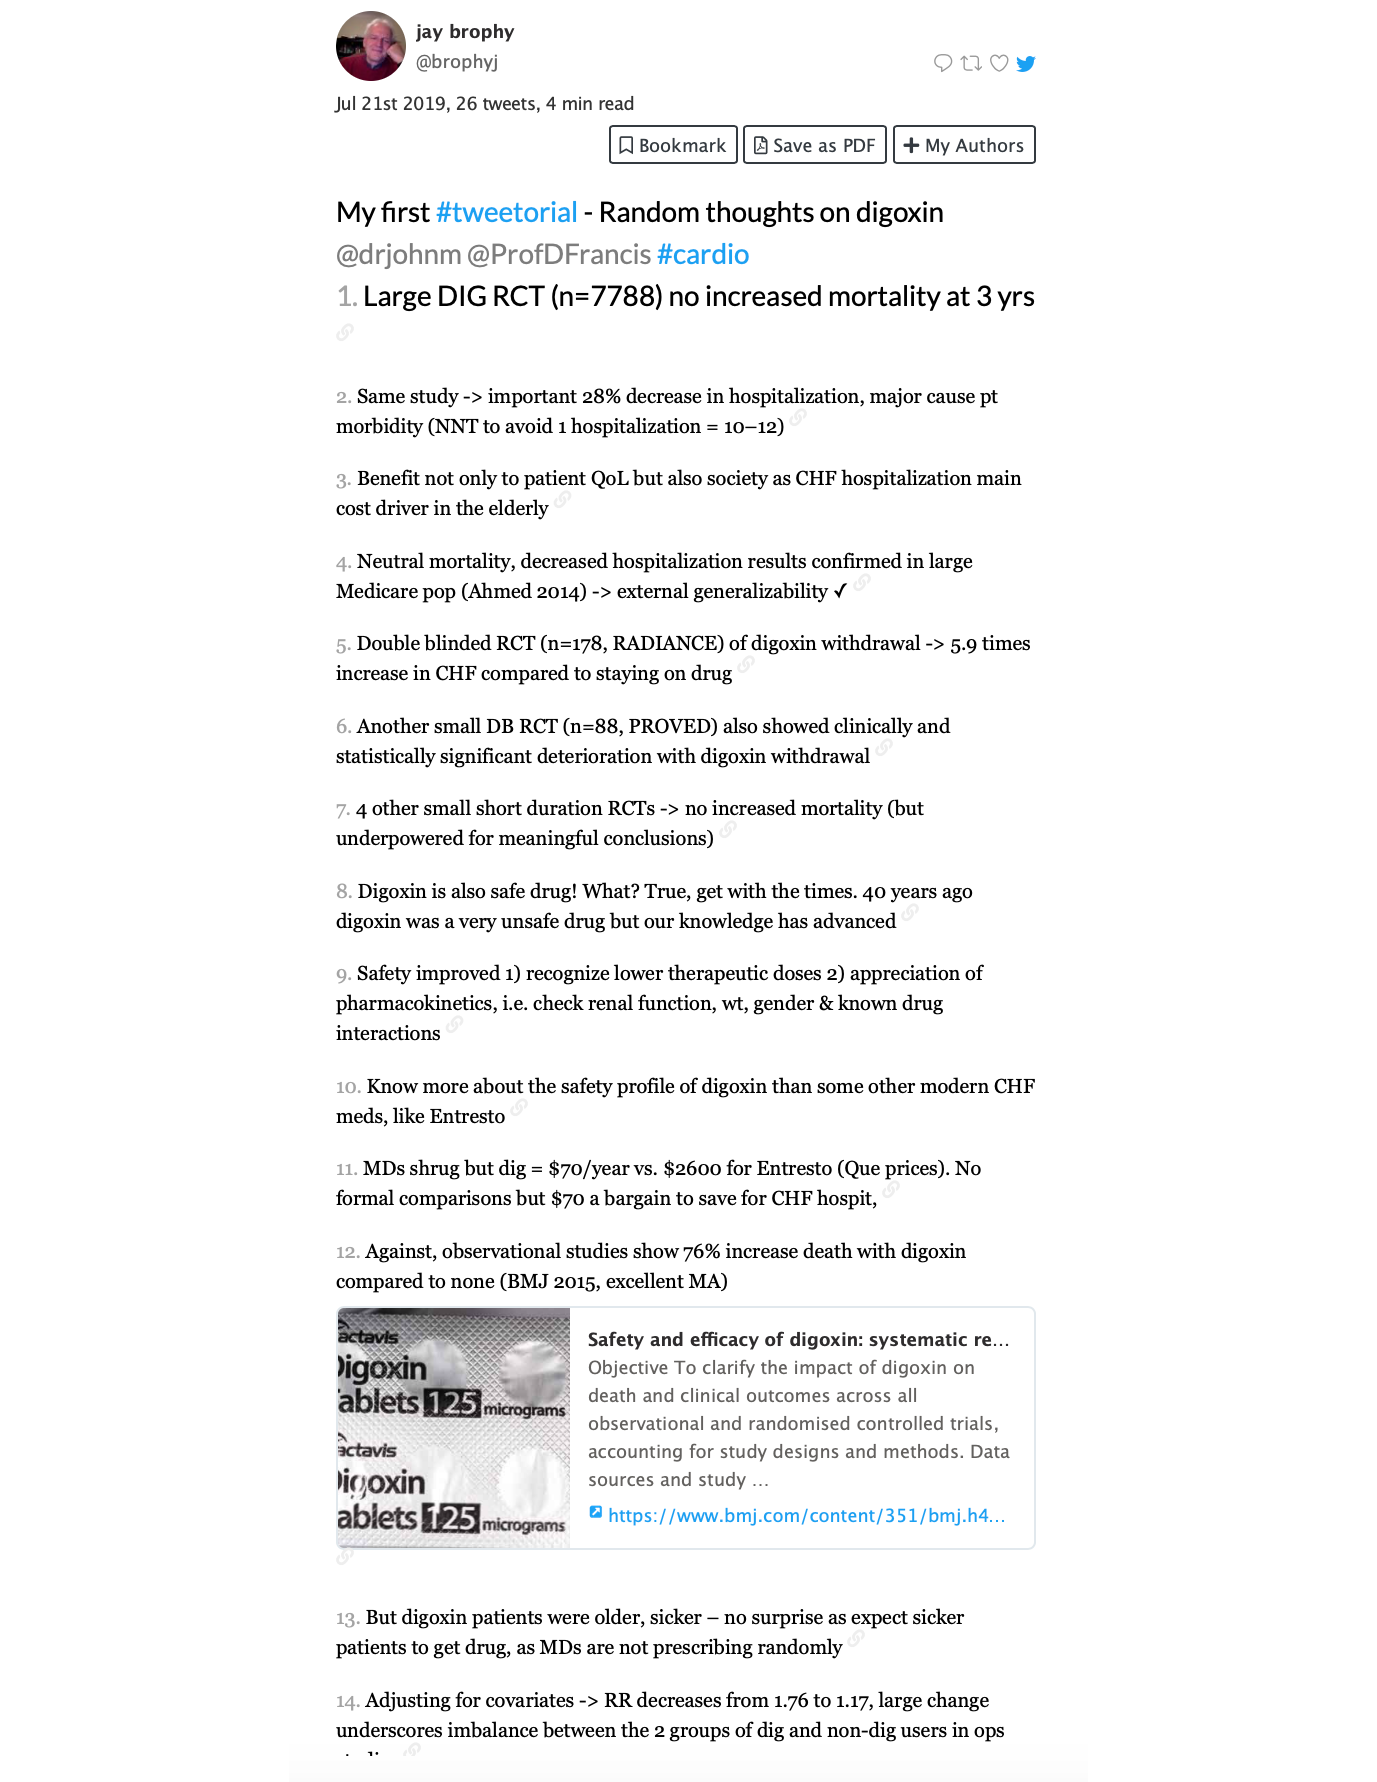 jay brophy
@brophyj
Jul 21st 2019, 26 tweets, 4 min read
Bookmark
Save as PDF
My Authors
My first #tweetorial - Random thoughts on digoxin
@drjohnm @ProfDFrancis #cardio
1. Large DIG RCT (n=7788) no increased mortality at 3 yrs
2. Same study -> important 28% decrease in hospitalization, major cause pt
morbidity (NNT to avoid 1 hospitalization = 10–12)
3. Benefit not only to patient QoL but also society as CHF hospitalization main
cost driver in the elderly
4. Neutral mortality, decreased hospitalization results confirmed in large
Medicare pop (Ahmed 2014) -> external generalizability ✓
5. Double blinded RCT (n=178, RADIANCE) of digoxin withdrawal -> 5.9 times
increase in CHF compared to staying on drug
6. Another small DB RCT (n=88, PROVED) also showed clinically and
statistically significant deterioration with digoxin withdrawal
7. 4 other small short duration RCTs -> no increased mortality (but
underpowered for meaningful conclusions)
8. Digoxin is also safe drug! What? True, get with the times. 40 years ago
digoxin was a very unsafe drug but our knowledge has advanced
9. Safety improved 1) recognize lower therapeutic doses 2) appreciation of
pharmacokinetics, i.e. check renal function, wt, gender & known drug
interactions
10. Know more about the safety profile of digoxin than some other modern CHF
meds, like Entresto
11. MDs shrug but dig = $70/year vs. $2600 for Entresto (Que prices). No
formal comparisons but $70 a bargain to save for CHF hospit,
12. Against, observational studies show 76% increase death with digoxin
compared to none (BMJ 2015, excellent MA)
actavis
igoxin
ablets 125 micrograms
actavis
igoxin
ablets 125 micrograms
Safety and efficacy of digoxin: systematic re...
Objective To clarify the impact of digoxin on
death and clinical outcomes across all
observational and randomised controlled trials,
accounting for study designs and methods. Data
sources and study ...
https://www.bmj.com/content/351/bmj.h4...
13. But digoxin patients were older, sicker – no surprise as expect sicker
patients to get drug, as MDs are not prescribing randomly
14. Adjusting for covariates -> RR decreases from 1.76 to 1.17, large change
underscores imbalance between the 2 groups of dig and non-dig users in ops